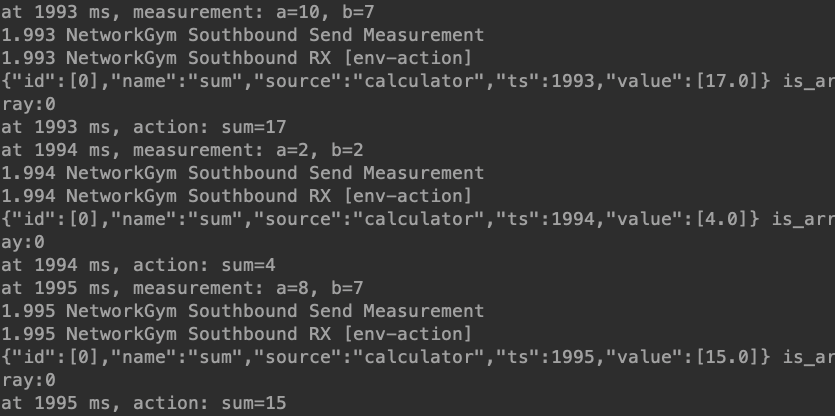 at 1993 ms, measurement: a=10, b=7
1.993 NetworkGym Southbound Send Measurement
1.993 NetworkGym Southbound RX [env-action]
{"id":[0],"name":"sum","source":"calculator","ts":1993,"value":[17.0]} is_ar
ray:0
at 1993 ms, action: sum=17
at 1994 ms, measurement: a=2, b=2
1.994 NetworkGym Southbound Send Measurement
1.994 NetworkGym Southbound RX [env-action]
{"id":[0],"name":"sum","source":"calculator","ts":1994,"value":[4.0]} is_arr
ay:0
at 1994 ms, action: sum=4
at 1995 ms, measurement: a=8, b=7
1.995 NetworkGym Southbound Send Measurement
1.995 NetworkGym Southbound RX [env-action]
{"id":[0],"name":"sum","source":"calculator","ts":1995,"value":[15.0]} is_ar
ray:0
at 1995 ms, action: sum=15